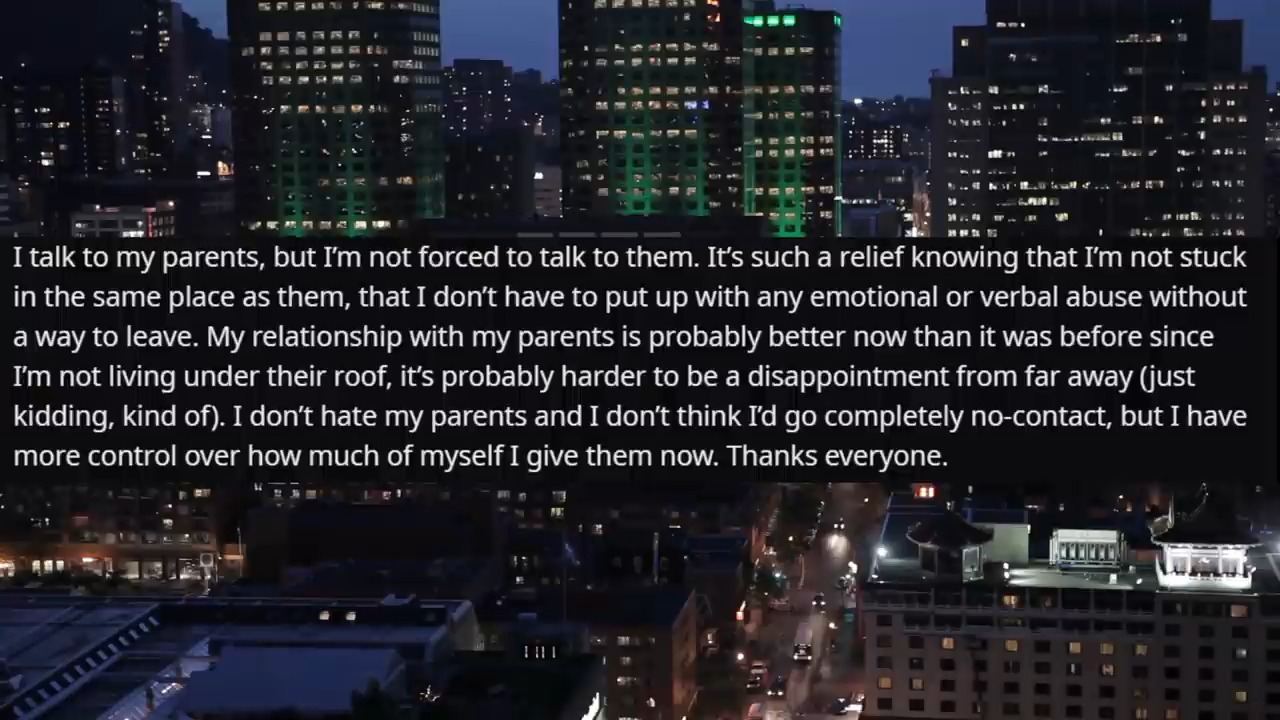 I talk to my parents, but I’m not forced to talk to them. It’s such a relief knowing that I’m not stuck
in the same place as them, that I don’t have to put up with any emotional or verbal abuse without
a way to leave. My relationship with my parents is probably better now than it was before since
I’m not living under their roof, it’s probably harder to be a disappointment from far away (just
kidding, kind of). I don’t hate my parents and I don’t think I’d go completely no-contact, but I have
more control over how much of myself I give them now. Thanks everyone.